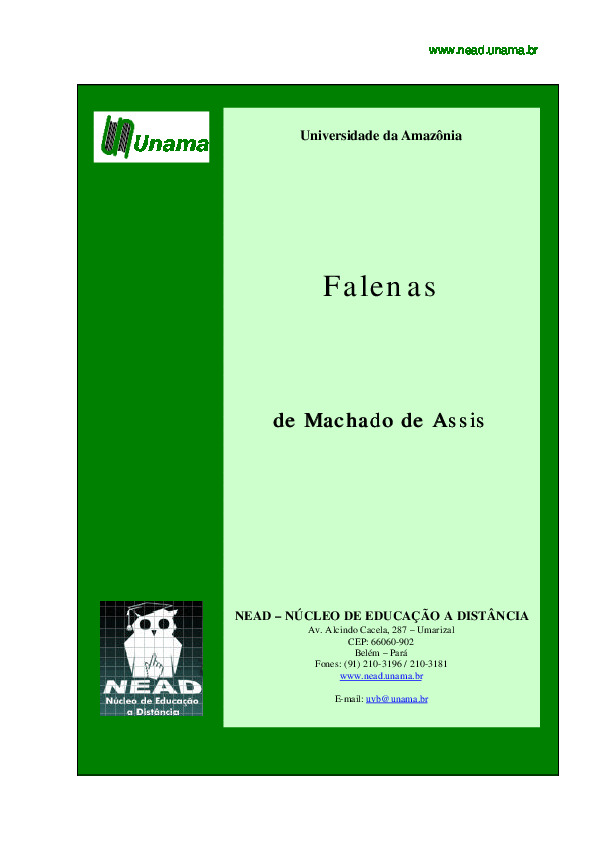 www.nead.unama.br
Unama
Universidade da Amazônia
Falenas
de Machado de Assis
NEAD – NÚCLEO DE EDUCAÇÃO A DISTÂNCIA
Av. Alcindo Cacela, 287 – Umarizal
CEP: 66060-902
Belém – Pará
Fones: (91) 210-3196 / 210-3181
www.nead.unama.br
E-mail: uvb@unama.br
NEAD
Núcleo de Educação
a Distância